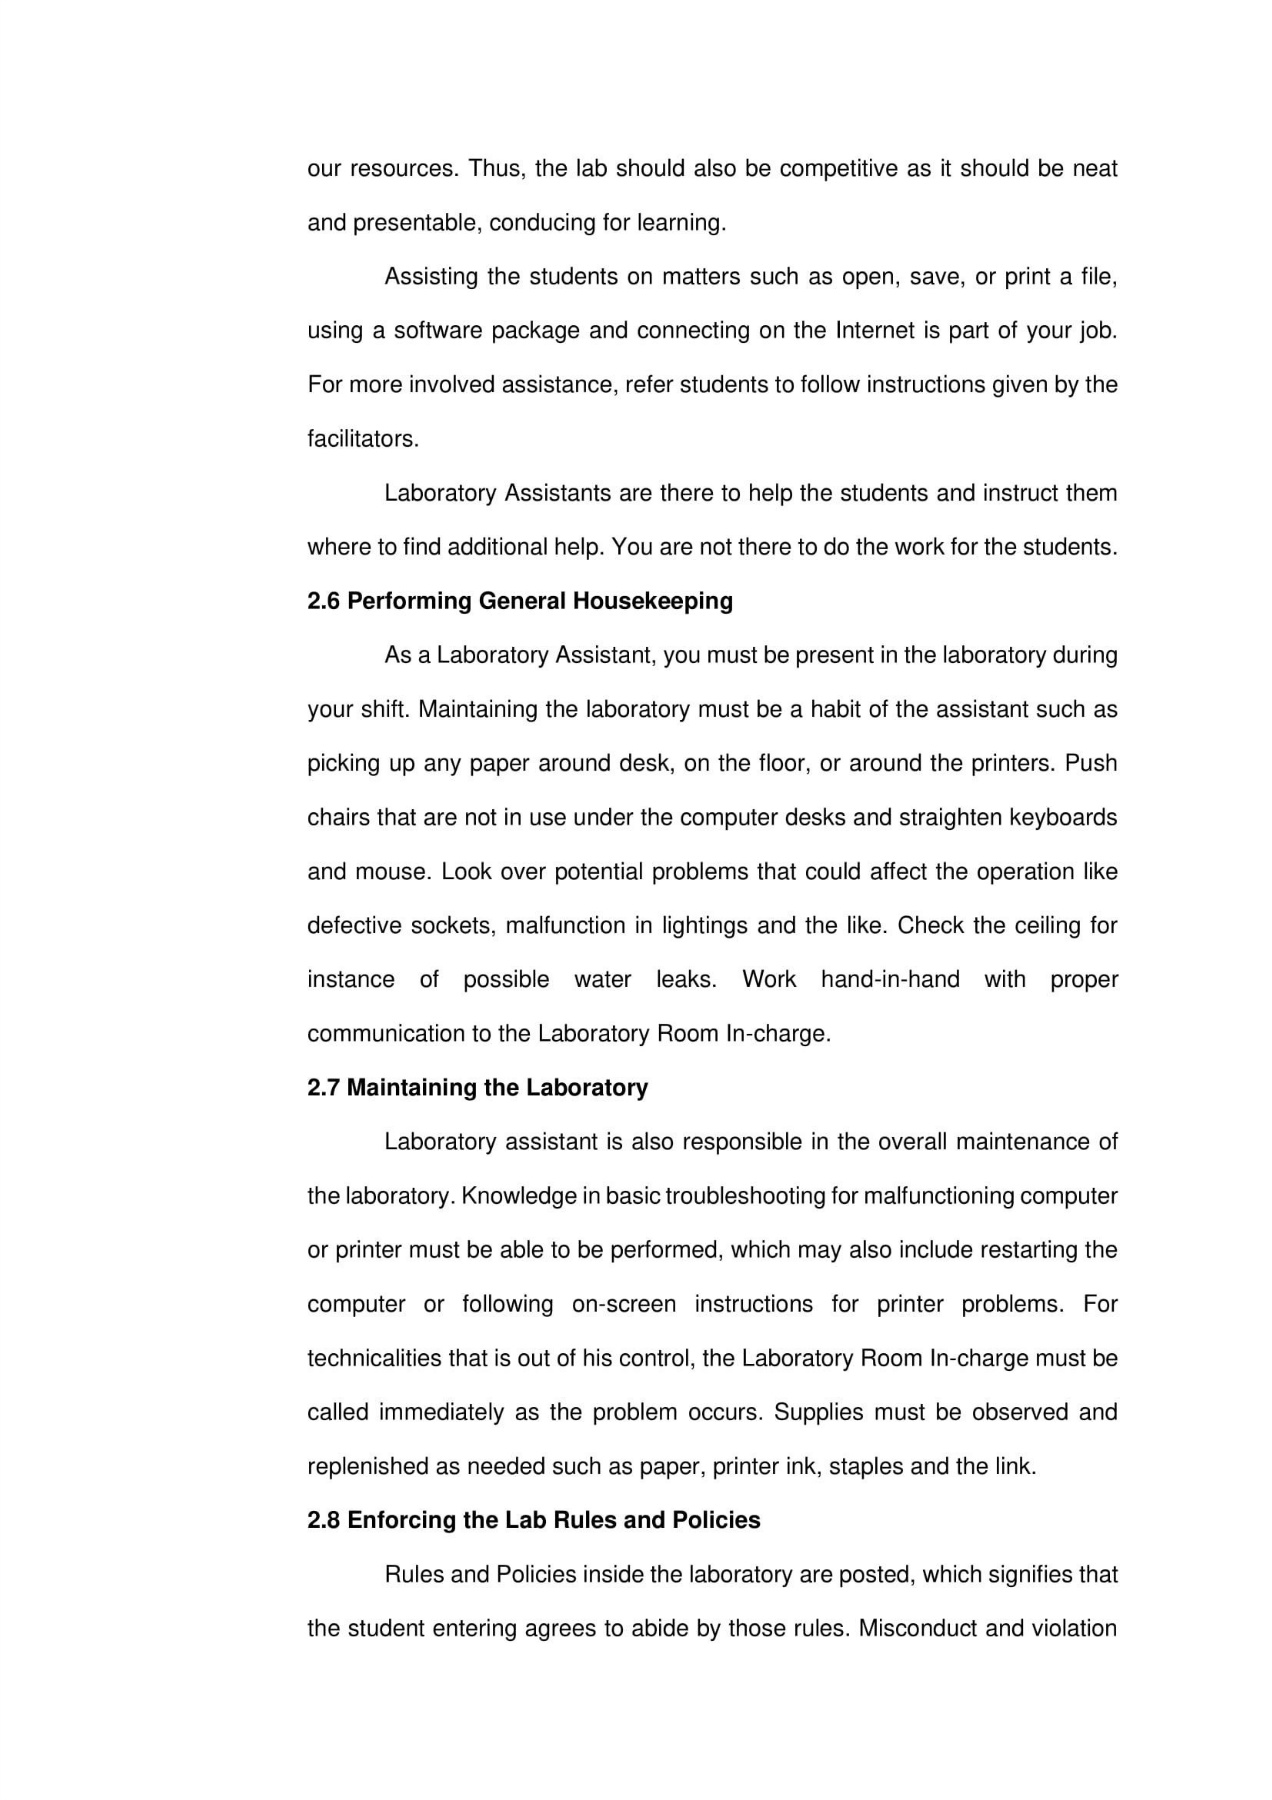 our resources. Thus, the lab should also be competitive as it should be neat
and presentable, conducing for learning.
Assisting the students on matters such as open, save, or print a file,
using a software package and connecting on the Internet is part of your job.
For more involved assistance, refer students to follow instructions given by the
facilitators.
Laboratory Assistants are there to help the students and instruct them
where to find additional help. You are not there to do the work for the students.
2.6 Performing General Housekeeping
As a Laboratory Assistant, you must be present in the laboratory during
your shift. Maintaining the laboratory must be a habit of the assistant such as
picking up any paper around desk, on the floor, or around the printers. Push
chairs that are not in use under the computer desks and straighten keyboards
and mouse. Look over potential problems that could affect the operation like
defective sockets, malfunction in lightings and the like. Check the ceiling for
instance of possible water leaks. Work hand-in-hand with proper
communication to the Laboratory Room In-charge.
2.7 Maintaining the Laboratory
Laboratory assistant is also responsible in the overall maintenance of
the laboratory. Knowledge in basic troubleshooting for malfunctioning computer
or printer must be able to be performed, which may also include restarting the
computer or following on-screen instructions for printer problems. For
technicalities that is out of his control, the Laboratory Room In-charge must be
called immediately as the problem occurs. Supplies must be observed and
replenished as needed such as paper, printer ink, staples and the link.
2.8 Enforcing the Lab Rules and Policies
Rules and Policies inside the laboratory are posted, which signifies that
the student entering agrees to abide by those rules. Misconduct and violation